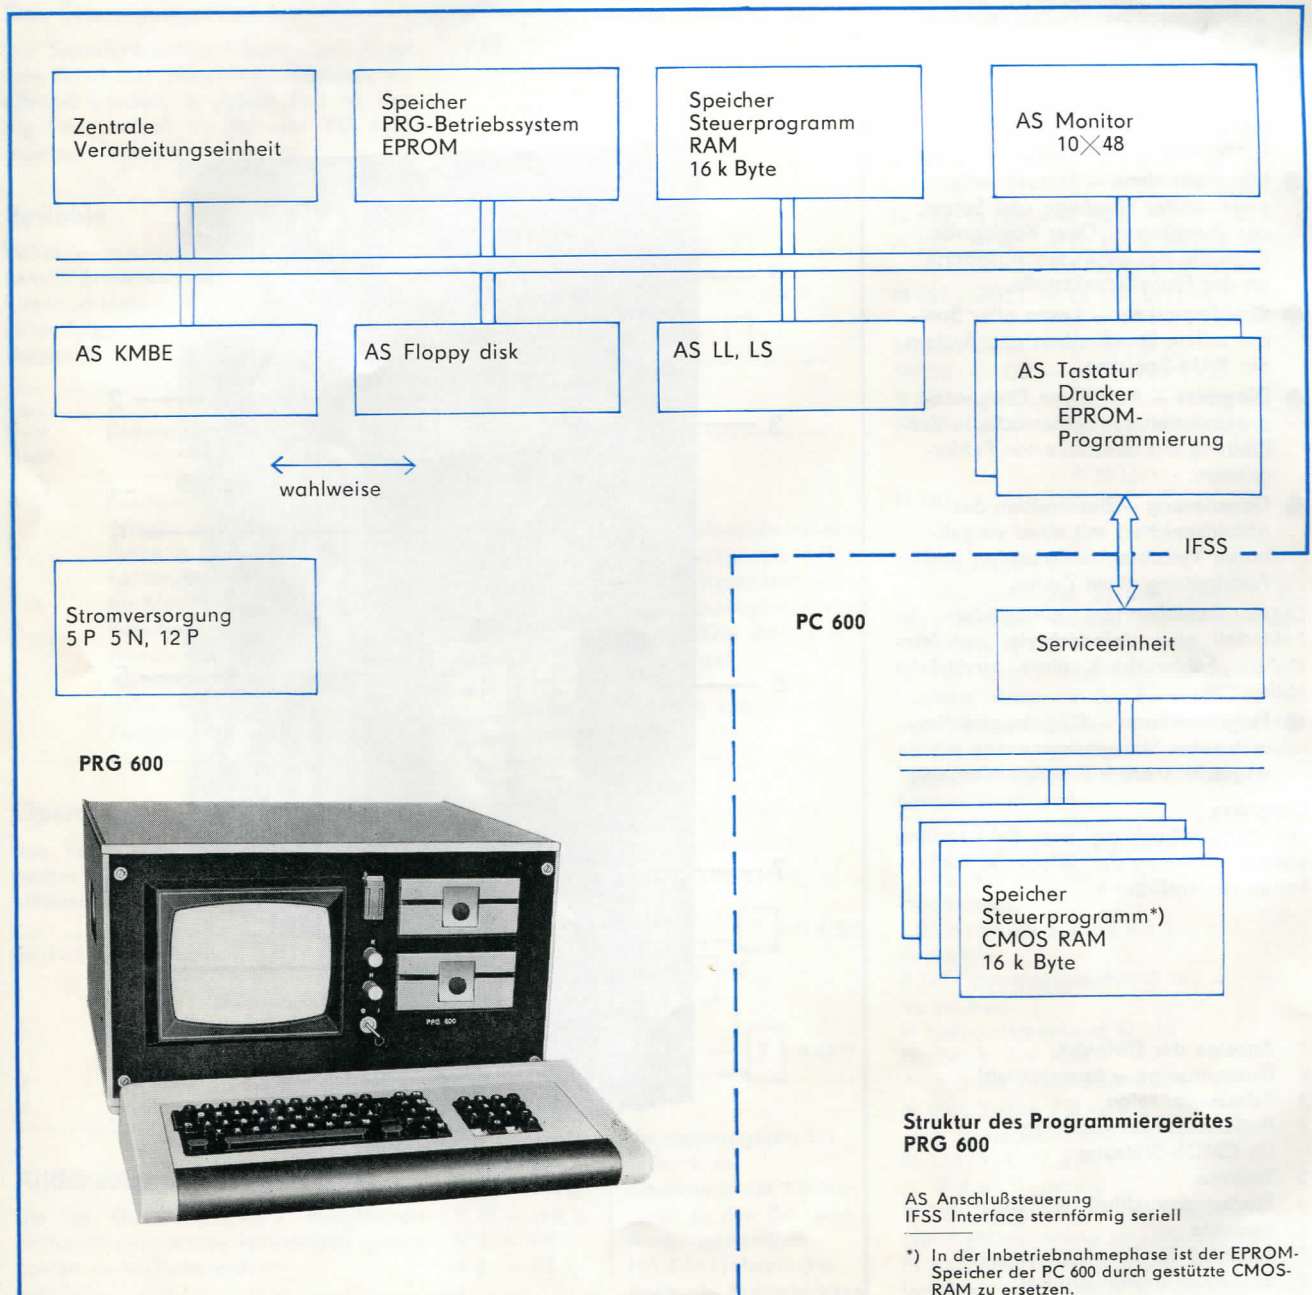 Zentrale
Verarbeitungseinheit
Speicher
PRG-Betriebssystem
EPROM
Speicher
Steuerprogramm
RAM
16 k Byte
AS Monitor
10×48
AS KMBE
AS Floppy disk
AS LL, LS
AS Tastatur
Drucker
EPROM-
Programmierung
wahlweise
IFSS
Stromversorgung
5 P 5 N, 12 P
PC 600
Serviceeinheit
PRG 600
Speicher
Steuerprogramm*)
CMOS RAM
16 k Byte
PRG 600
Struktur des Programmiergerätes
PRG 600
AS Anschlußsteuerung
IFSS Interface sternförmig seriell
*) In der Inbetriebnahmephase ist der EPROM-
Speicher der PC 600 durch gestützte CMOS-
RAM zu ersetzen.